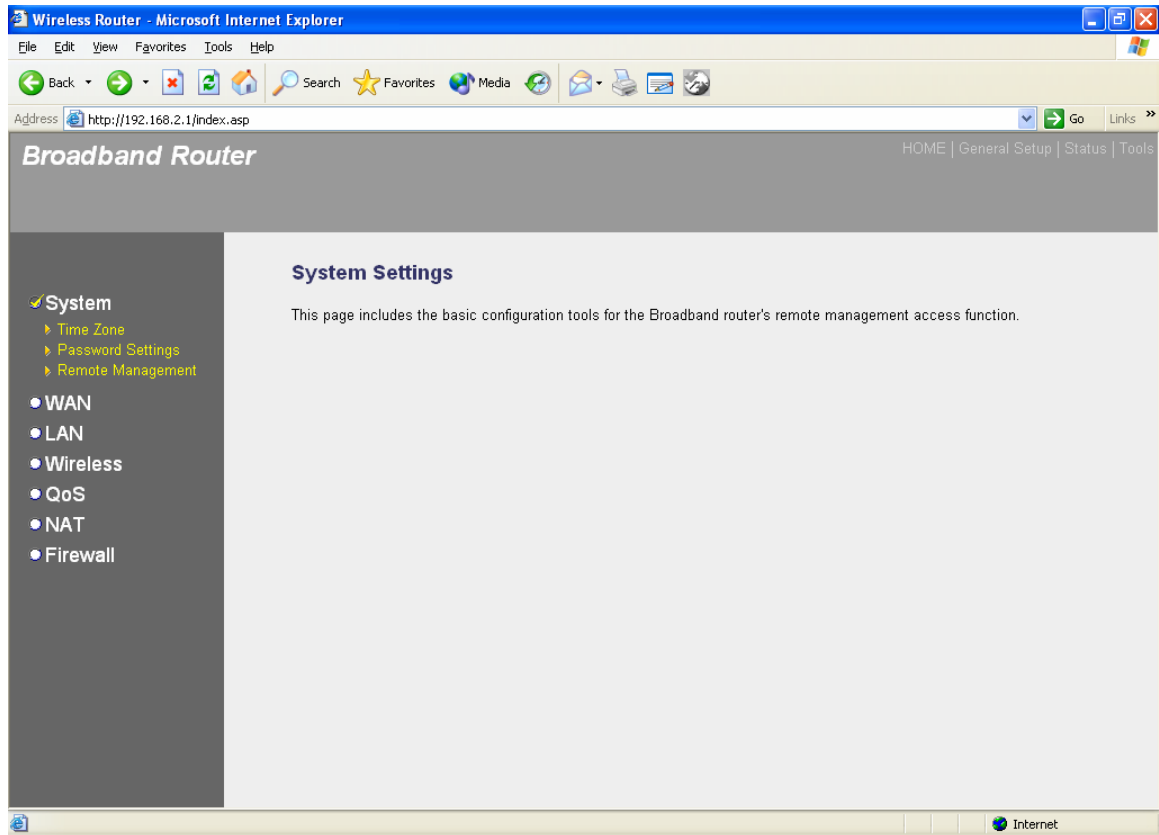 Wireless Router - Microsoft Internet Explorer
File Edit View Favorites Tools Help
Back Search Favorites Media
Address http://192.168.2.1/index.asp Go Links »
Broadband Router
HOME | General Setup | Status | Tools
System
Time Zone
Password Settings
Remote Management
WAN
LAN
Wireless
QoS
NAT
Firewall
System Settings
This page includes the basic configuration tools for the Broadband router's remote management access function.
Internet